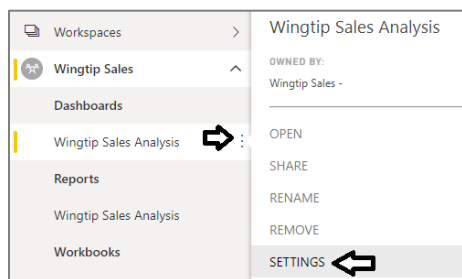 Workspaces
Wingtip Sales
Dashboards
Wingtip Sales Analysis
Reports
Wingtip Sales Analysis
Workbooks
Wingtip Sales Analysis
OWNED BY:
Wingtip Sales -
OPEN
SHARE
RENAME
REMOVE
SETTINGS